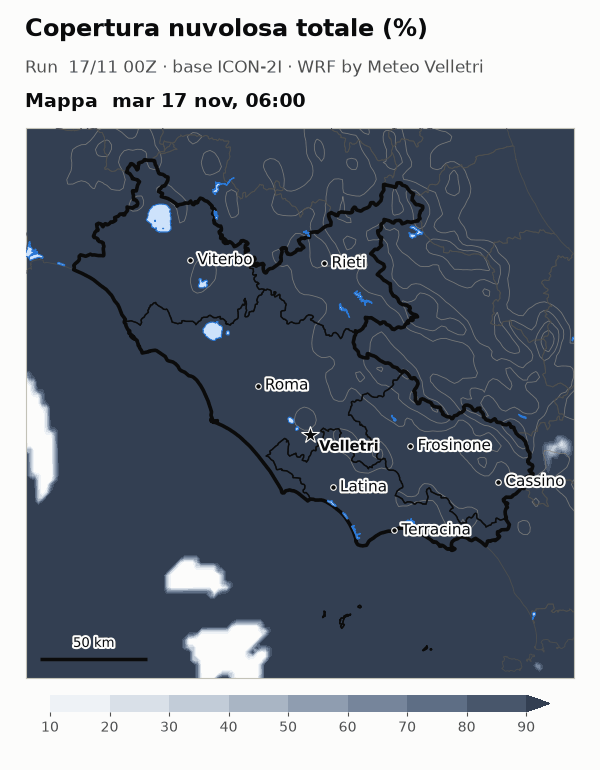 Copertura nuvolosa totale (%)
Run  17/11 00Z · base ICON-2I · WRF by Meteo Velletri
Mappa  mar 17 nov, 06:00
Viterbo
Rieti
Roma
Velletri
Frosinone
Cassino
Latina
Terracina
50 km
10 20 30 40 50 60 70 80 90